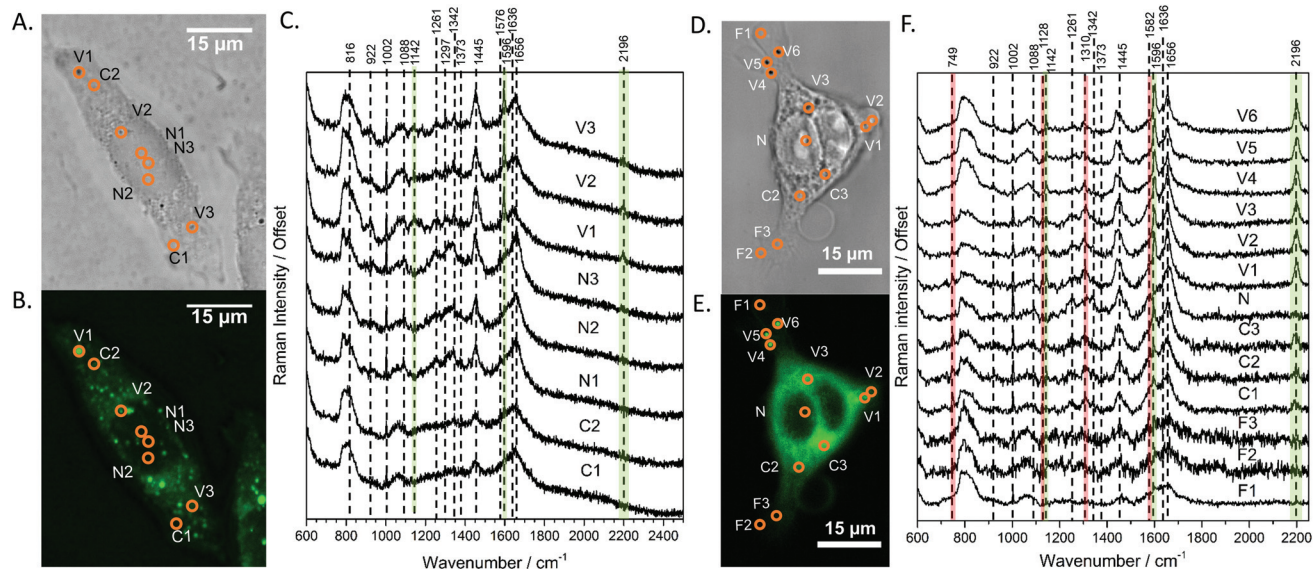 A.
15 μm
V1
C2
V2
N1
N3
N2
V3
C1
B.
15 μm
V1
C2
V2
N1
N3
N2
V3
C1
C.
816
922
1002
1088
1142
1261
1297
1342
1373
1445
1576
1596
1636
1656
2196
V3
V2
V1
N3
N2
N1
C2
C1
Raman Intensity / Offset
600 800 1000 1200 1400 1600 1800 2000 2200 2400
Wavenumber / cm⁻¹
D.
F1
V6
V5
V4
V3
V2
N
V1
C2
C3
F3
F2
15 μm
E.
F1
V6
V5
V4
V3
V2
N
V1
C3
C2
F3
F2
15 μm
F.
749
922
1002
1088
1128
1142
1261
1310
1342
1373
1445
1582
1596
1636
1656
2196
V6
V5
V4
V3
V2
V1
N
C3
C2
C1
F3
F2
F1
Raman intensity / Offset
600 800 1000 1200 1400 1600 1800 2000 2200
Wavenumber / cm⁻¹